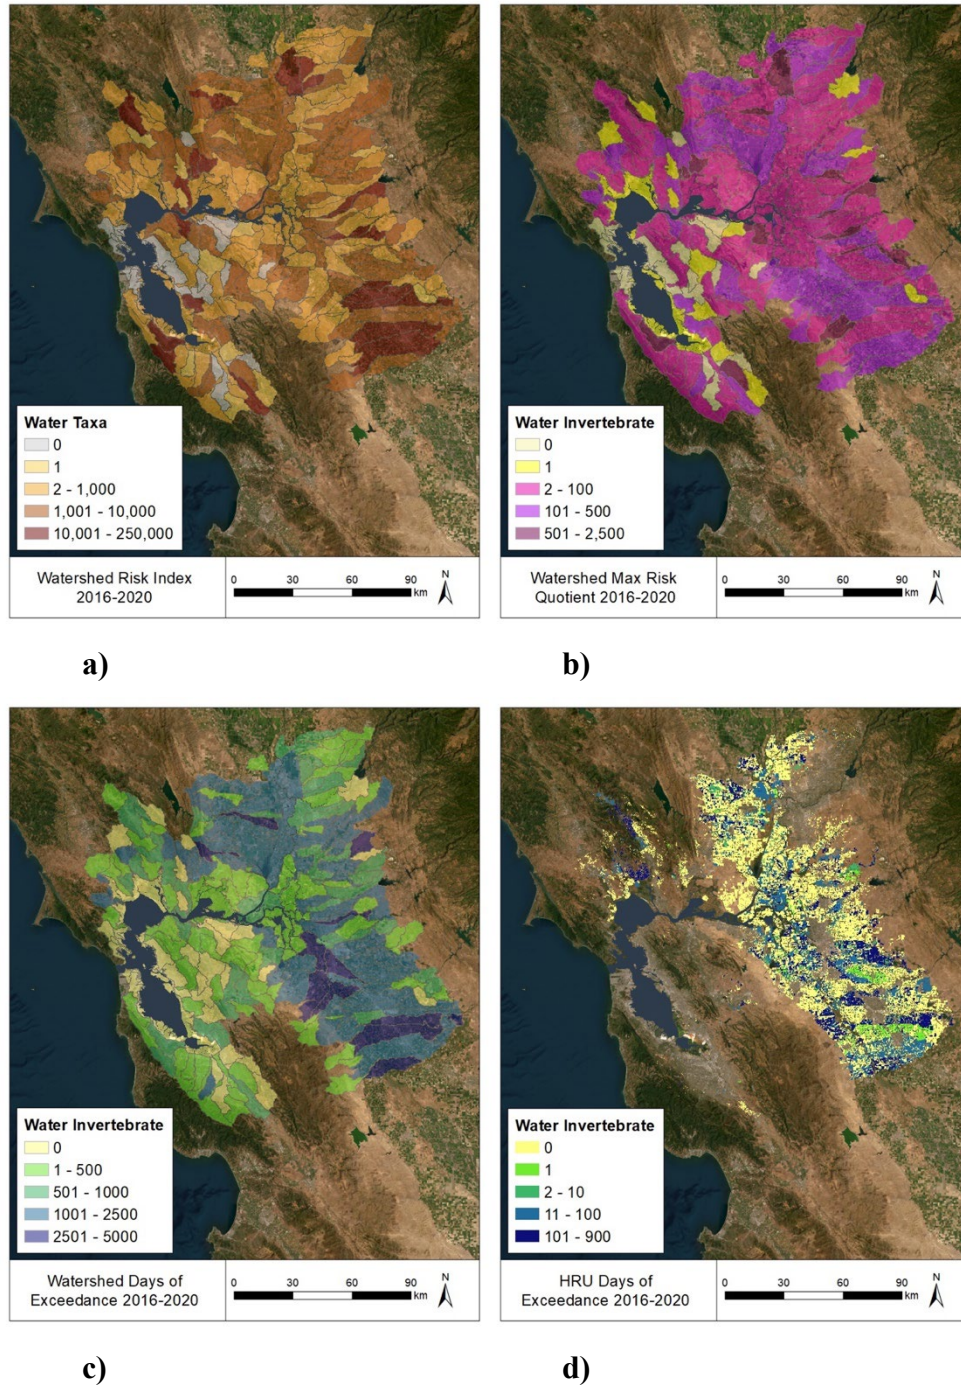 Water Taxa
0
1
2 - 1,000
1,001 - 10,000
10,001 - 250,000
Watershed Risk Index
2016-2020
0 30 60 90
km
N
Water Invertebrate
0
1
2 - 100
101 - 500
501 - 2,500
Watershed Max Risk
Quotient 2016-2020
0 30 60 90
km
N
a)
b)
Water Invertebrate
0
1 - 500
501 - 1000
1001 - 2500
2501 - 5000
Watershed Days of
Exceedance 2016-2020
0 30 60 90
km
N
Water Invertebrate
0
1
2 - 10
11 - 100
101 - 900
HRU Days of
Exceedance 2016-2020
0 30 60 90
km
N
c)
d)